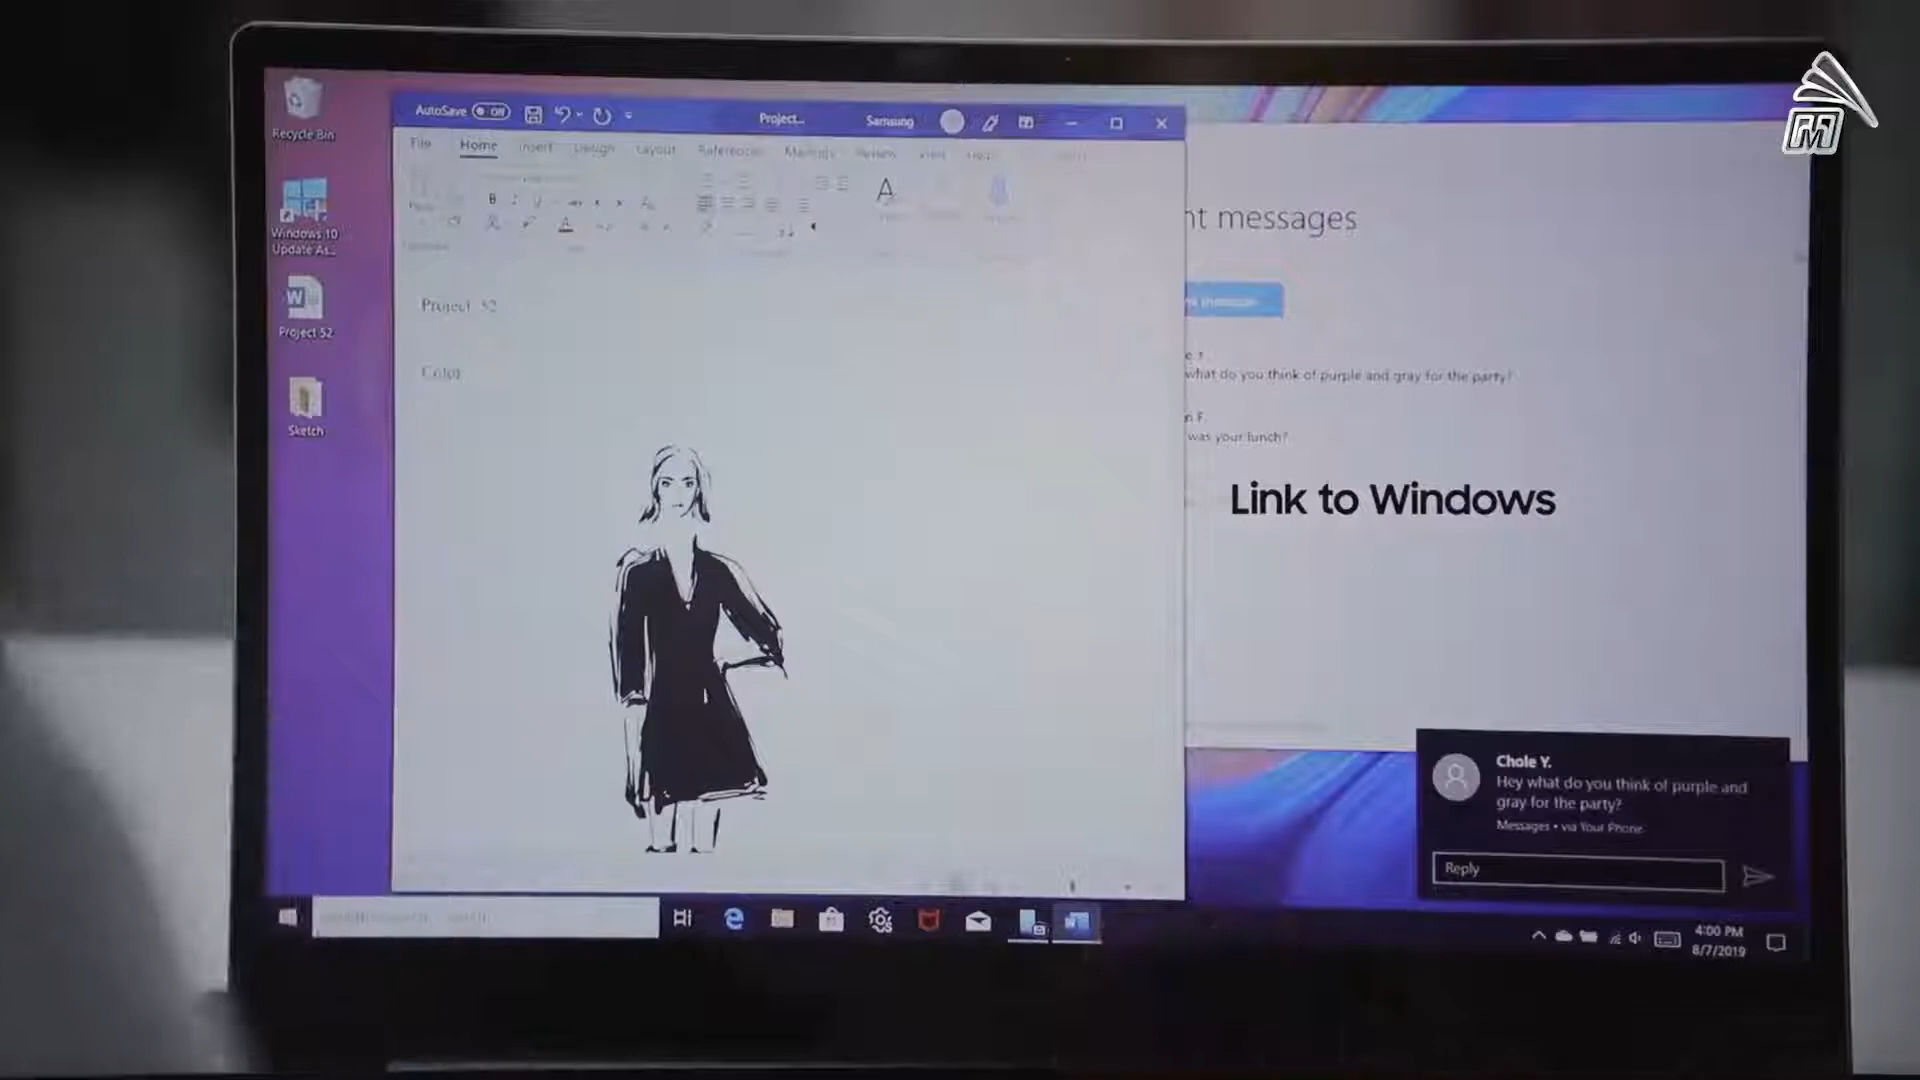 Recycle Bin
Windows 10
Update As...
Project 52
Sketch
AutoSave Off
Project...
Samsung
File Home Insert Design Layout References Mailings Review View Help
Project 52
Color
nt messages
what do you think of purple and gray for the party?
n F.
was your lunch?
Link to Windows
Chole Y.
Hey what do you think of purple and
gray for the party?
Messages • via Your Phone
Reply
4:00 PM
8/7/2019